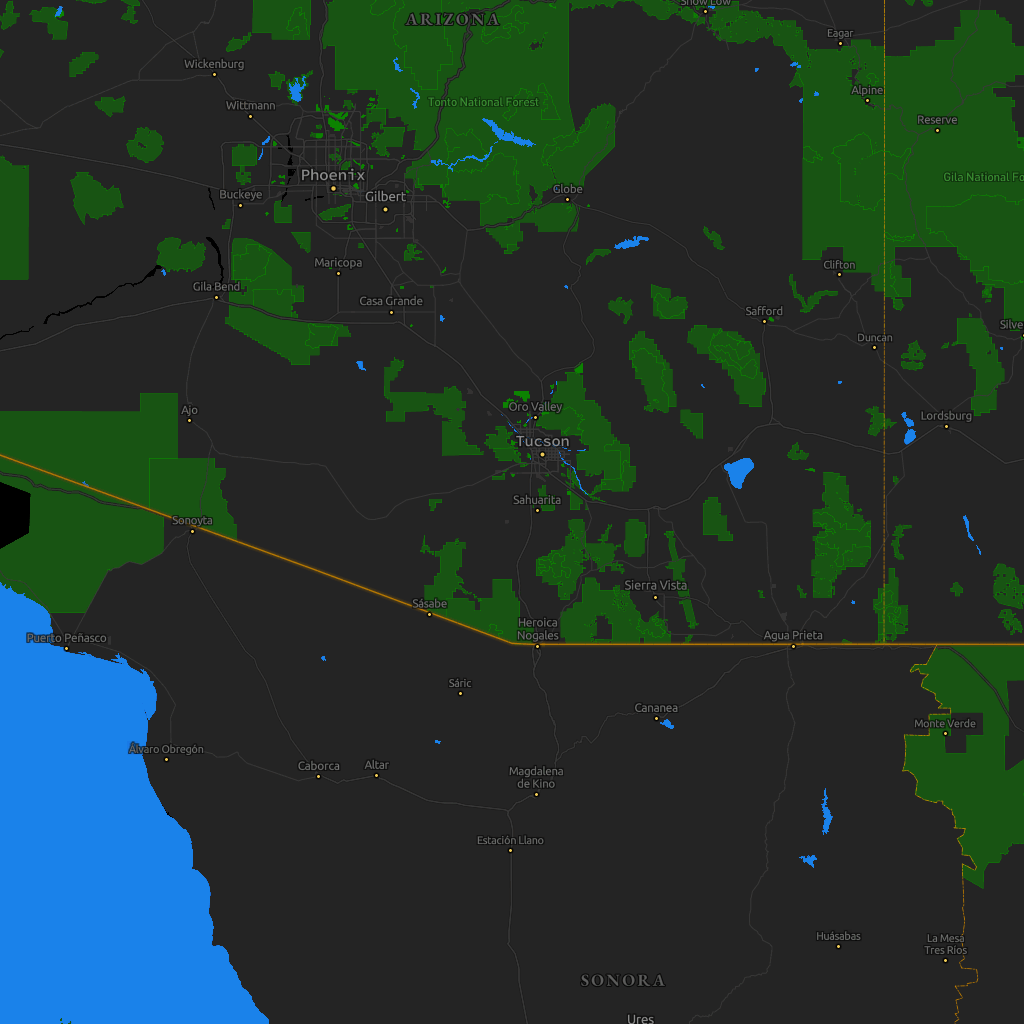 Show Low
ARIZONA
Eagar
Wickenburg
Alpine
Wittmann
Tonto National Forest
Reserve
Phoenix
Gila National Fo
Buckeye
Gilbert
Globe
Maricopa
Clifton
Gila Bend
Casa Grande
Safford
Silve
Duncan
Ajo
Oro Valley
Lordsburg
Tucson
Sahuarita
Sonoyta
Sierra Vista
Sásabe
Heroica
Nogales
Agua Prieta
Puerto Peñasco
Sáric
Cananea
Monte Verde
Álvaro Obregón
Caborca
Altar
Magdalena
de Kino
Estación Llano
Huásabas
La Mesa
Tres Ríos
SONORA
Ures